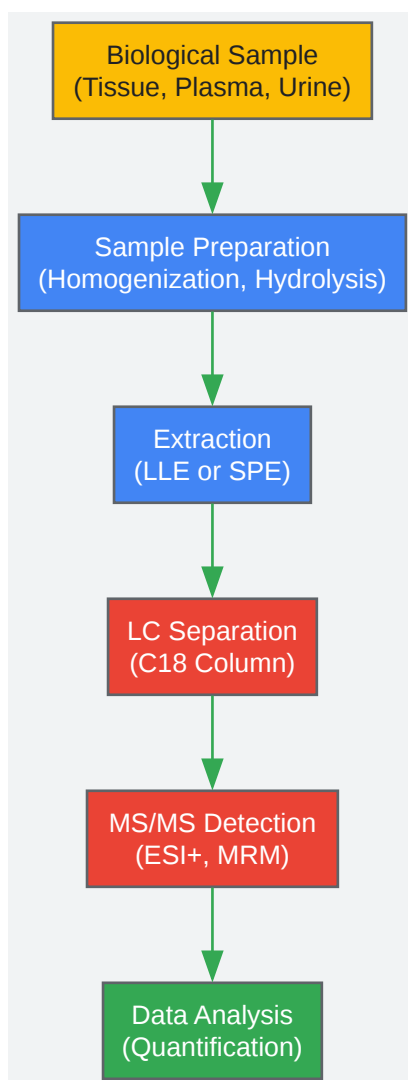 Biological Sample
(Tissue, Plasma, Urine)
Sample Preparation
(Homogenization, Hydrolysis)
Extraction
(LLE or SPE)
LC Separation
(C18 Column)
MS/MS Detection
(ESI+, MRM)
Data Analysis
(Quantification)